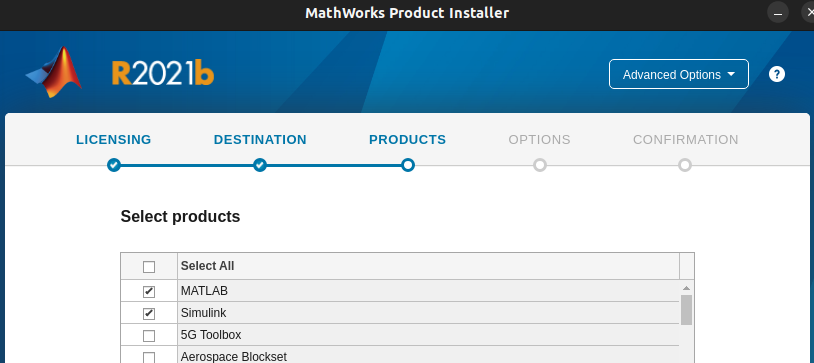 MathWorks Product Installer
R2021b
Advanced Options
?
LICENSING DESTINATION PRODUCTS OPTIONS CONFIRMATION
Select products
Select All
MATLAB
Simulink
5G Toolbox
Aerospace Blockset